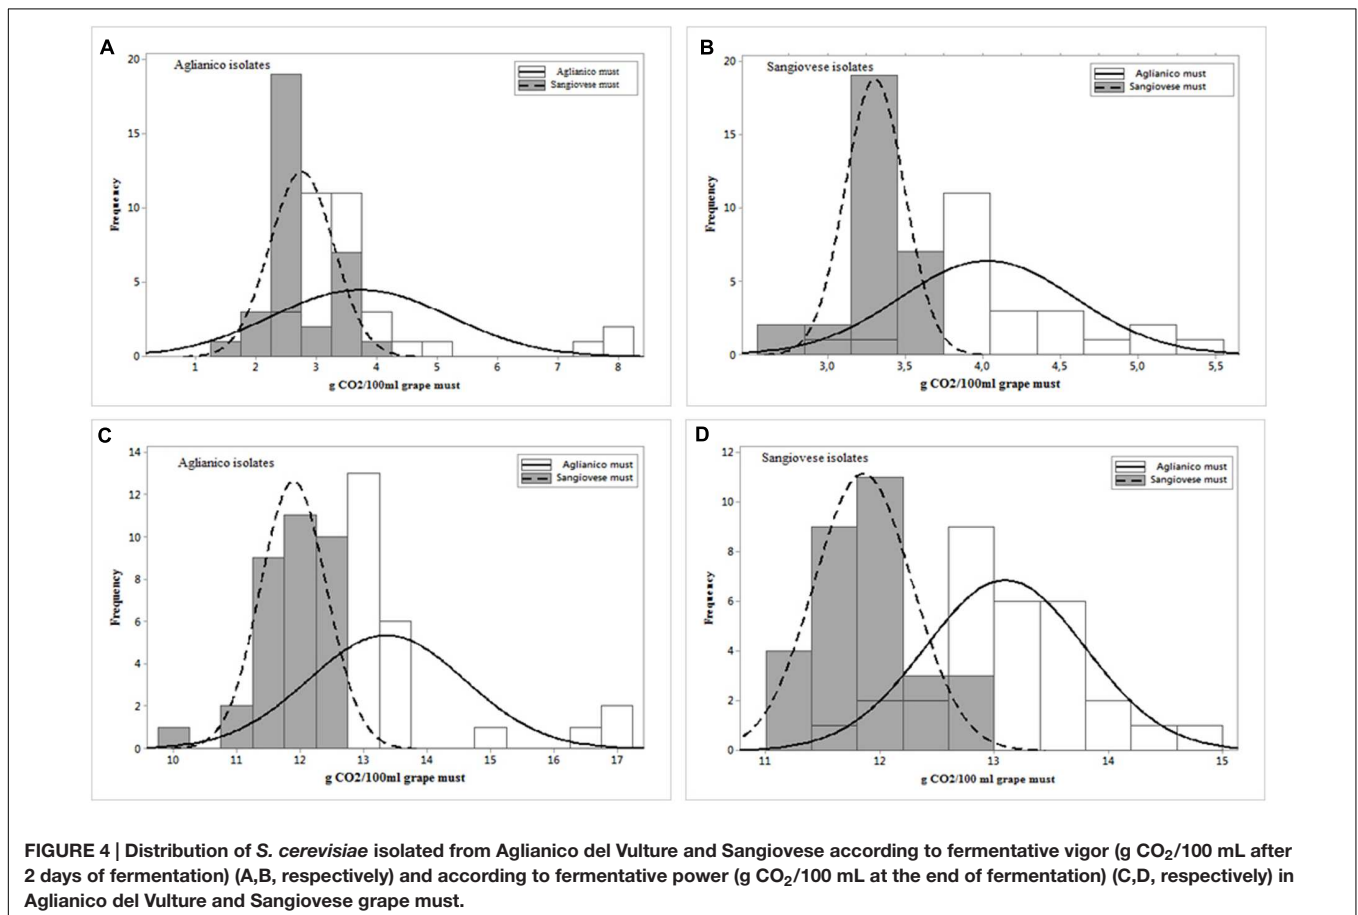 A
Aglianico isolates
Aglianico must
Sangiovese must
20
15
10
5
0
Frequency
1 2 3 4 5 6 7 8
g CO2/100ml grape must
B
Sangiovese isolates
Aglianico must
Sangiovese must
20
15
10
5
0
Frequency
3,0 3,5 4,0 4,5 5,0 5,5
g CO2/100ml grape must
C
Aglianico isolates
Aglianico must
Sangiovese must
14
12
10
8
6
4
2
0
Frequency
10 11 12 13 14 15 16 17
g CO2/100ml grape must
D
Sangiovese isolates
Aglianico must
Sangiovese must
12
10
8
6
4
2
0
Frequency
11 12 13 14 15
g CO2/100 ml grape must
FIGURE 4 | Distribution of S. cerevisiae isolated from Aglianico del Vulture and Sangiovese according to fermentative vigor (g CO₂/100 mL after
2 days of fermentation) (A,B, respectively) and according to fermentative power (g CO₂/100 mL at the end of fermentation) (C,D, respectively) in
Aglianico del Vulture and Sangiovese grape must.